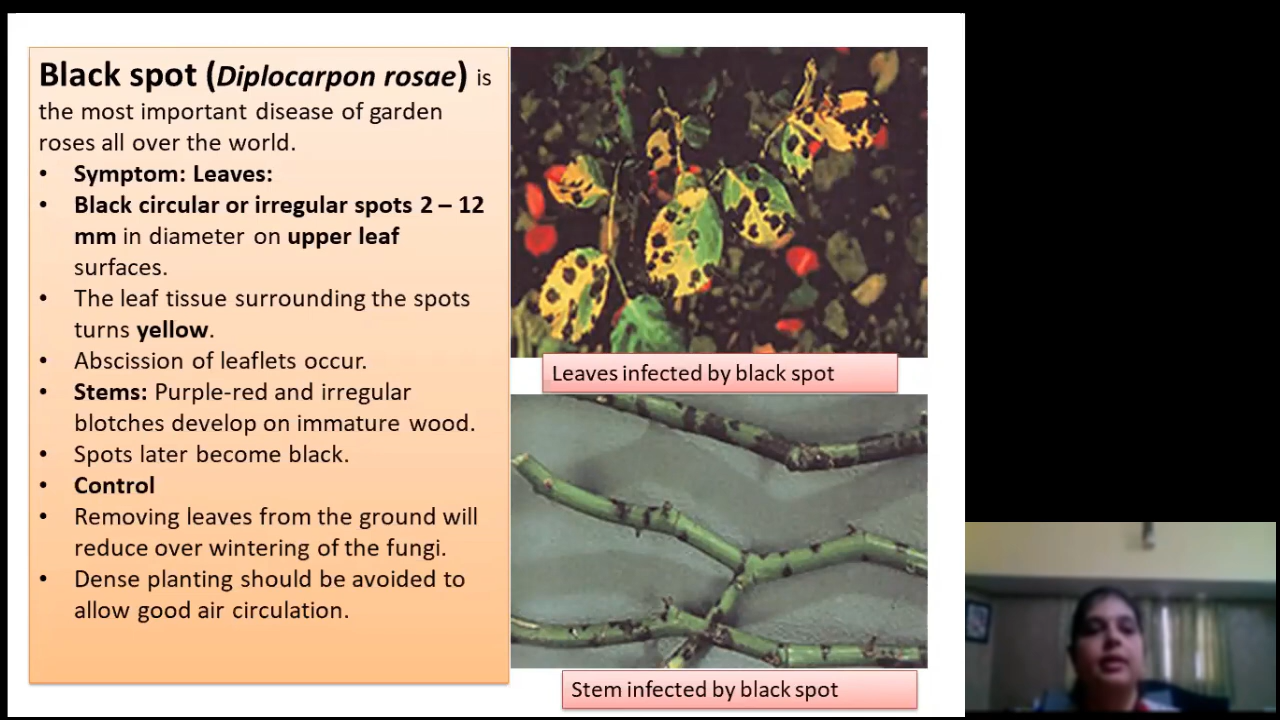 Black spot (Diplocarpon rosae) is
the most important disease of garden
roses all over the world.
• Symptom: Leaves:
• Black circular or irregular spots 2 – 12
mm in diameter on upper leaf
surfaces.
• The leaf tissue surrounding the spots
turns yellow.
• Abscission of leaflets occur.
• Stems: Purple-red and irregular
blotches develop on immature wood.
• Spots later become black.
• Control
• Removing leaves from the ground will
reduce over wintering of the fungi.
• Dense planting should be avoided to
allow good air circulation.
Leaves infected by black spot
Stem infected by black spot